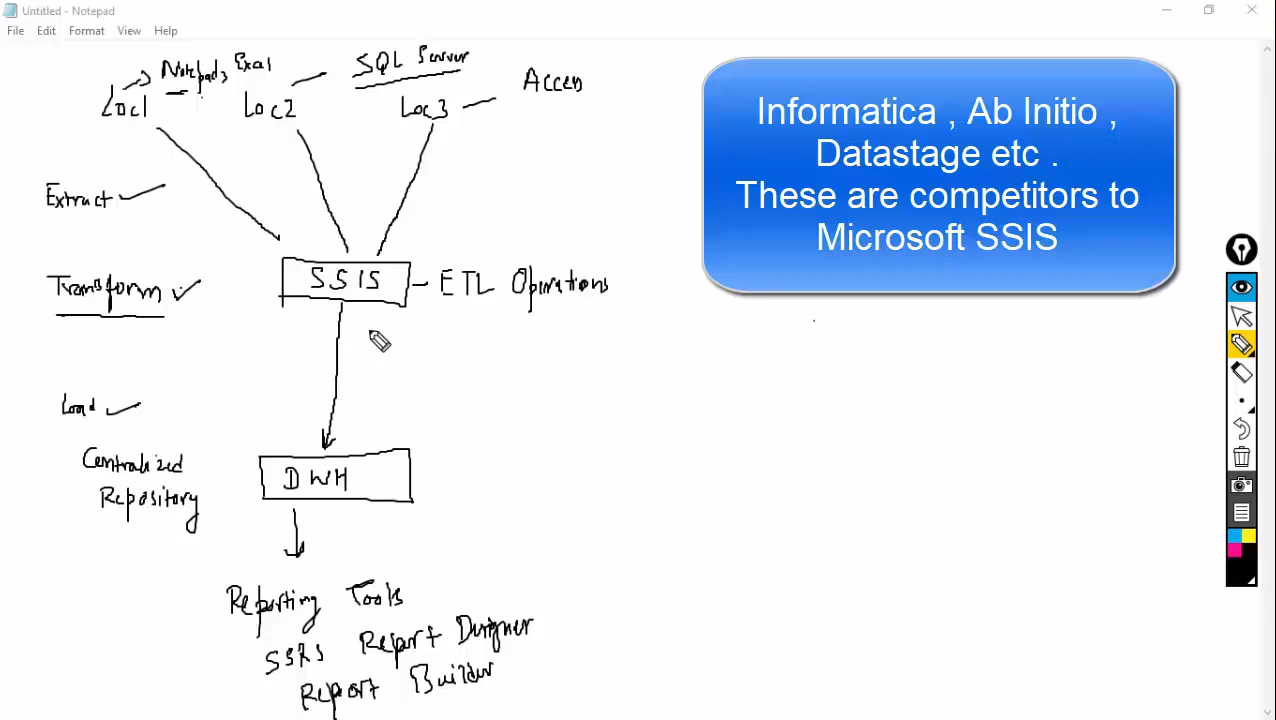 Untitled - Notepad
File Edit Format View Help
Notepad, Excel
SQL Server
Access
Loc1 Loc2 Loc3
Informatica , Ab Initio ,
Datastage etc .
These are competitors to
Microsoft SSIS
Extract
Transform
SSIS - ETL Operations
Load
Centralized
Repository
DWH
Reporting Tools
SSRS Report Designer
Report Builder